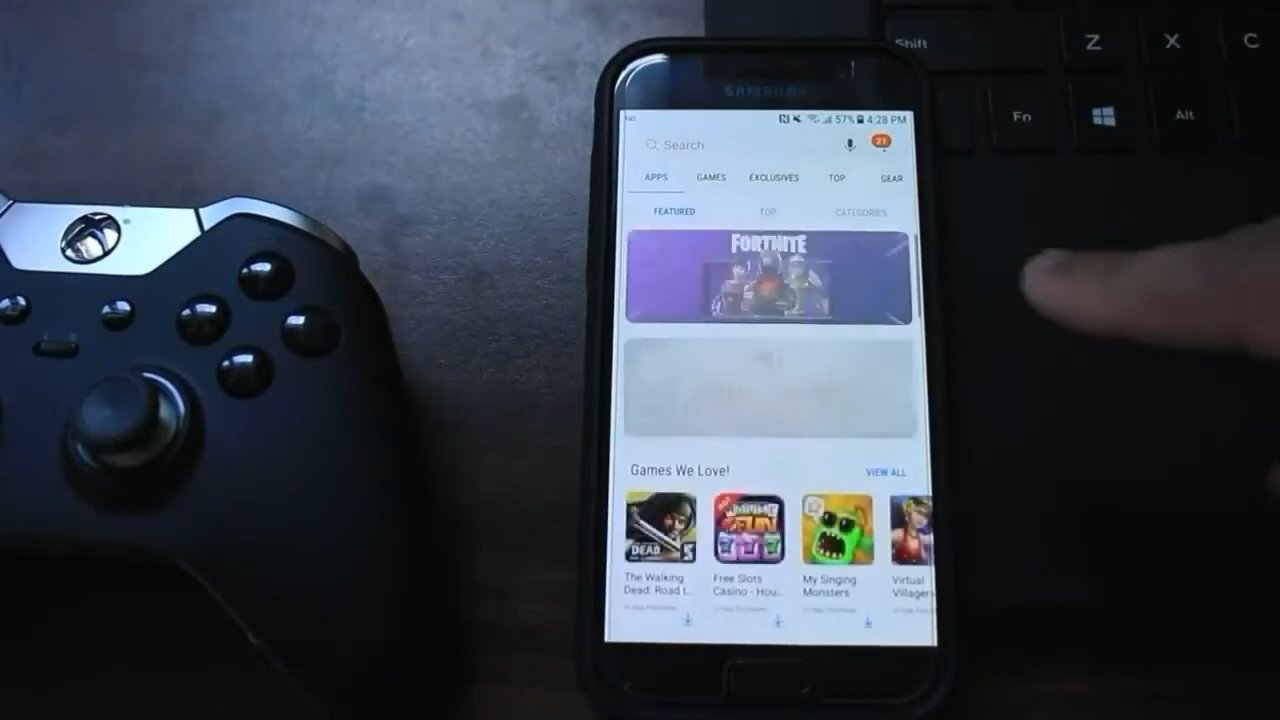 Shift Z X C
Fn Alt
SAMSUNG
57% 4:28 PM
Search
21
APPS GAMES EXCLUSIVES TOP GEAR
FEATURED TOP CATEGORIES
FORTNITE
Games We Love! VIEW ALL
DEAD
The Walking Dead: Road t...
Free Slots Casino - Hou...
My Singing Monsters
Virtual Villager